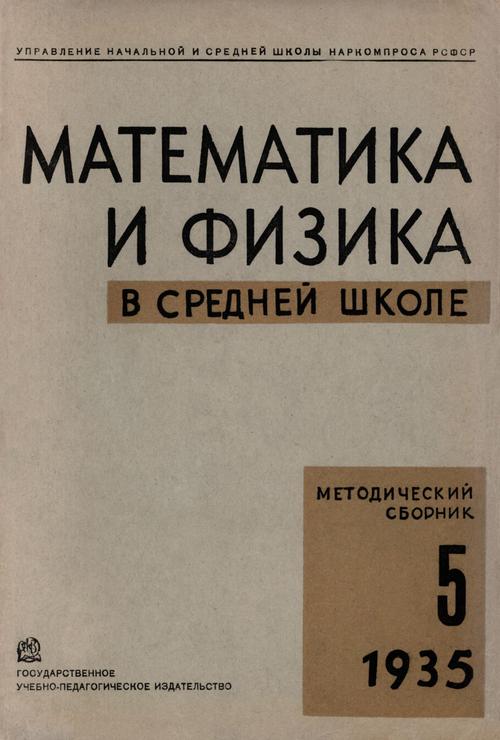 УПРАВЛЕНИЕ НАЧАЛЬНОЙ И СРЕДНЕЙ ШКОЛЫ НАРКОМПРОСА РСФСР
МАТЕМАТИКА
И ФИЗИКА
В СРЕДНЕЙ ШКОЛЕ
МЕТОДИЧЕСКИЙ
СБОРНИК
5
1935
ГОСУДАРСТВЕННОЕ
УЧЕБНО-ПЕДАГОГИЧЕСКОЕ ИЗДАТЕЛЬСТВО